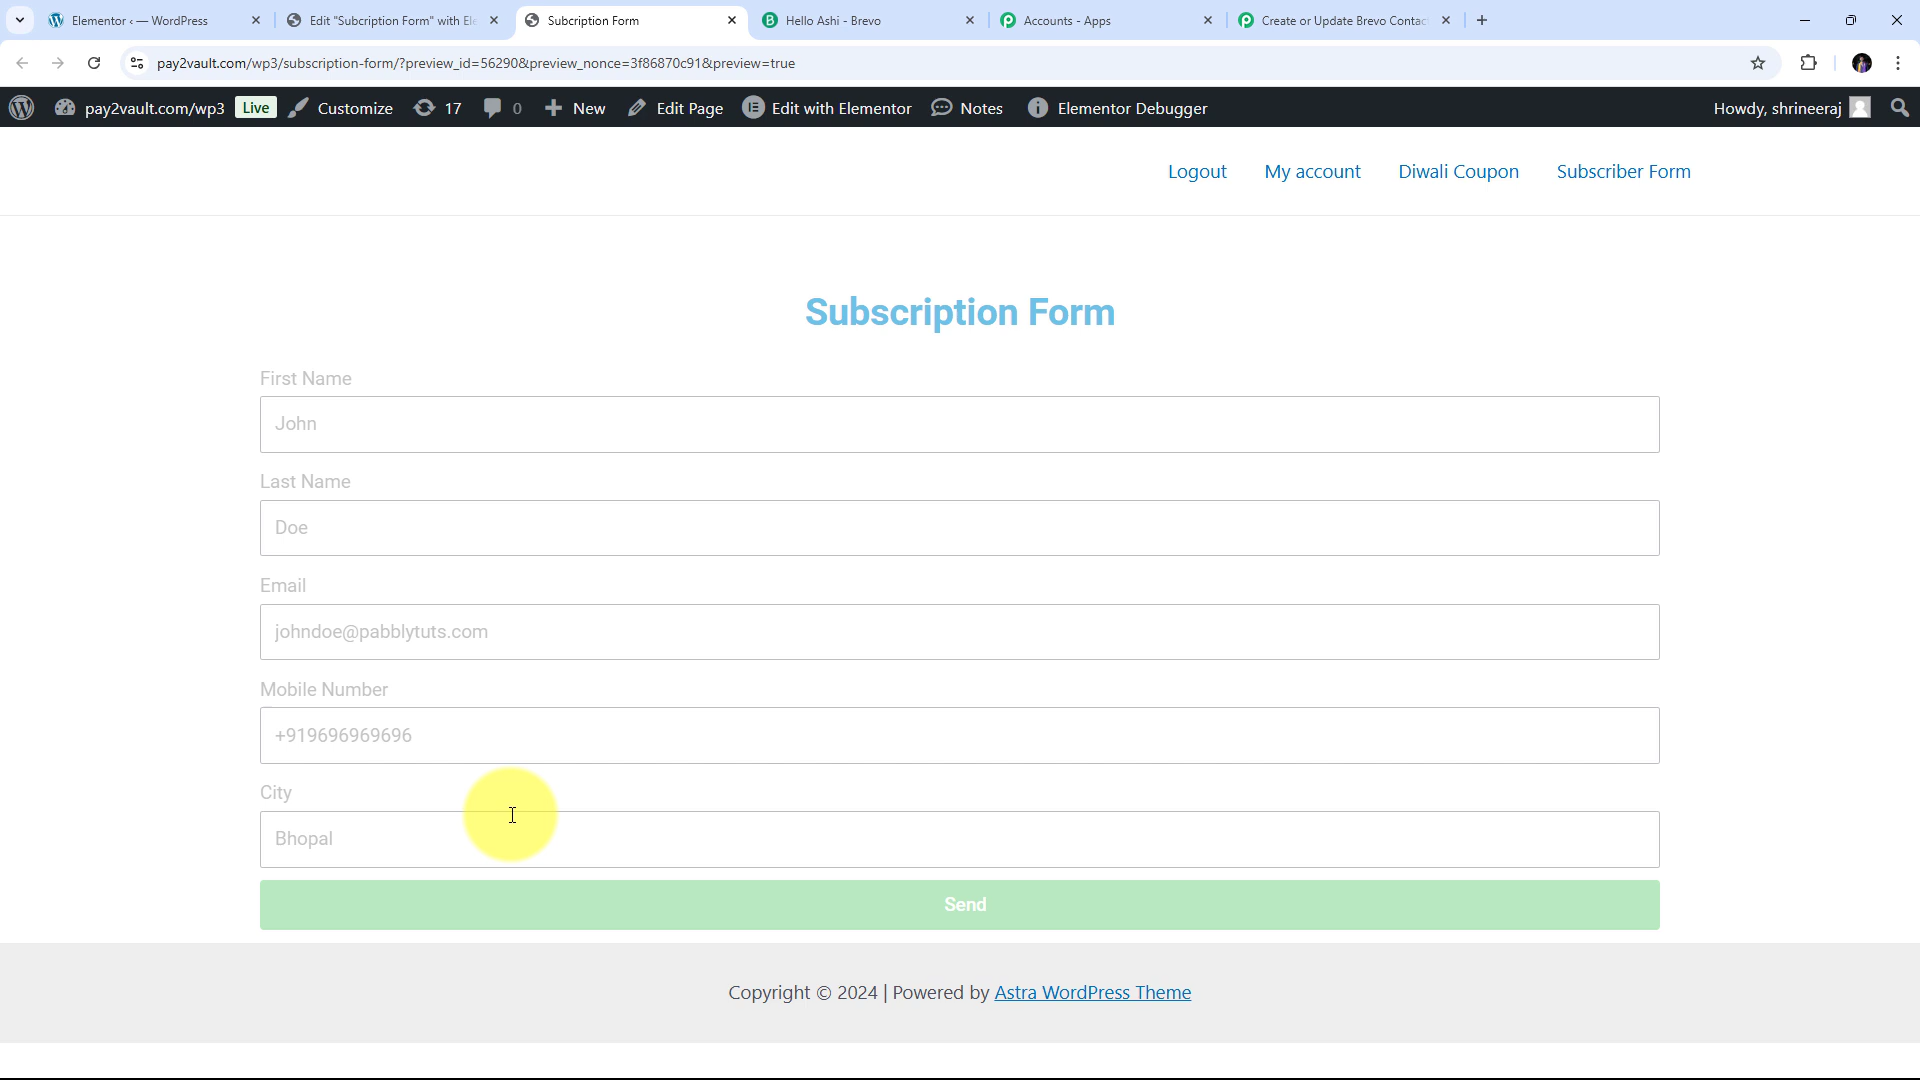 Elementor ‹ — WordPress
Edit "Subcription Form" with Ele
Subcription Form
Hello Ashi - Brevo
Accounts - Apps
Create or Update Brevo Contac
pay2vault.com/wp3/subscription-form/?preview_id=56290&preview_nonce=3f86870c91&preview=true
pay2vault.com/wp3 Live Customize 17 0 New Edit Page Edit with Elementor Notes Elementor Debugger Howdy, shrineeraj
Logout My account Diwali Coupon Subscriber Form
Subscription Form
First Name
John
Last Name
Doe
Email
johndoe@pabblytuts.com
Mobile Number
+919696969696
City
Bhopal
Send
Copyright © 2024 | Powered by Astra WordPress Theme